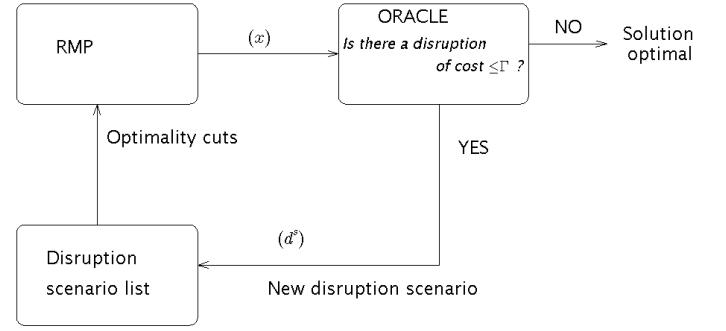 RMP
(x)
ORACLE
Is there a disruption
of cost ≤Γ ?
NO
Solution
optimal
Optimality cuts
YES
Disruption
scenario list
(dˢ)
New disruption scenario